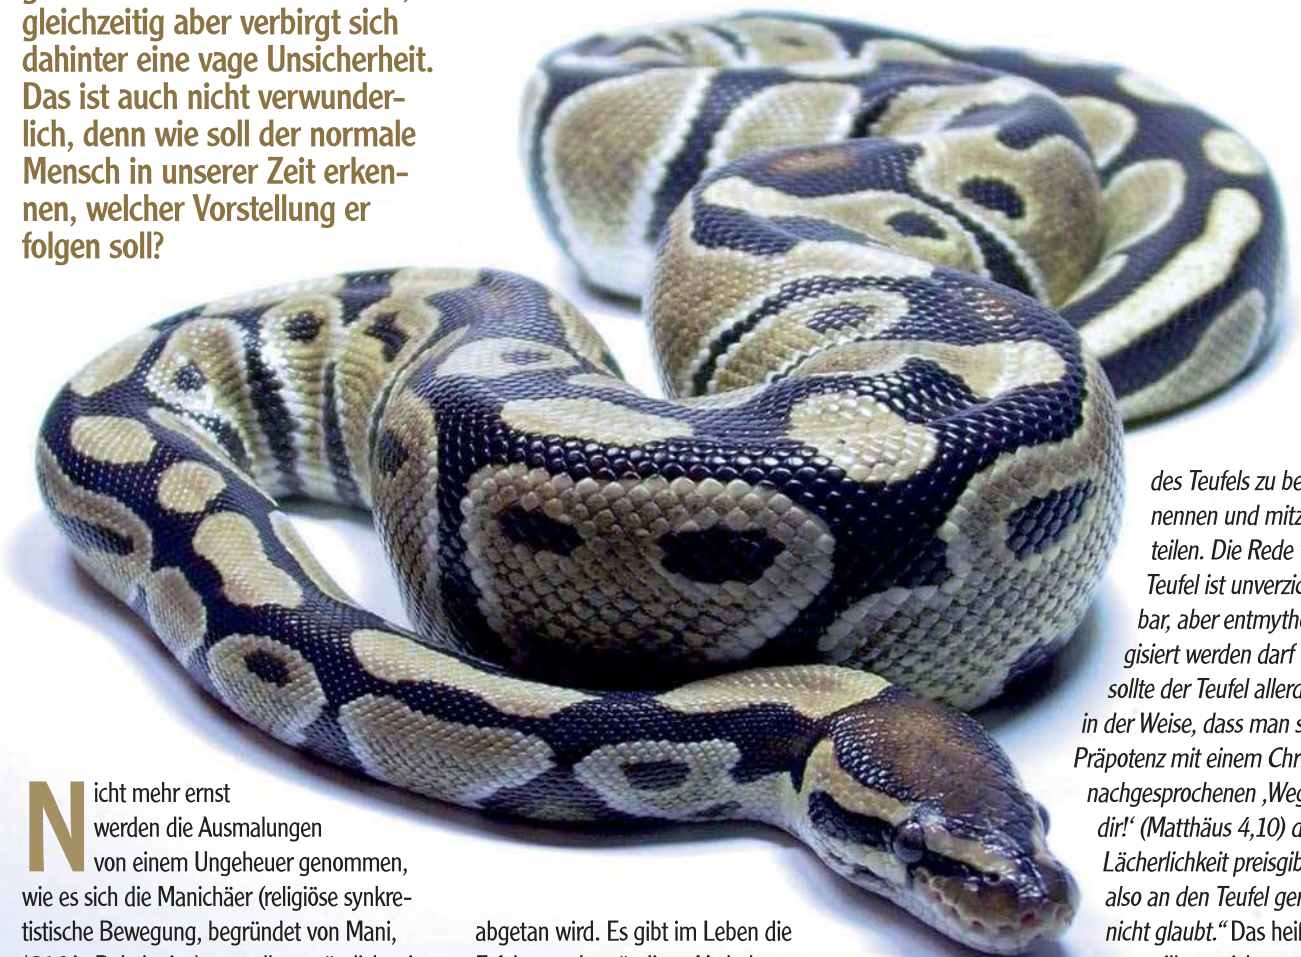 gleichzeitig aber verbirgt sich
dahinter eine vage Unsicherheit.
Das ist auch nicht verwunder-
lich, denn wie soll der normale
Mensch in unserer Zeit erken-
nen, welcher Vorstellung er
folgen soll?
Nicht mehr ernst
werden die Ausmalungen
von einem Ungeheuer genommen,
wie es sich die Manichäer (religiöse synkre-
tistische Bewegung, begründet von Mani,
abgetan wird. Es gibt im Leben die
des Teufels zu be
nennen und mitz
teilen. Die Rede
Teufel ist unverzic
bar, aber entmyth
gisiert werden darf
sollte der Teufel allerd
in der Weise, dass man s
Präpotenz mit einem Chr
nachgesprochenen ‚Weg
dir!‘ (Matthäus 4,10) d
Lächerlichkeit preisgib
also an den Teufel ger
nicht glaubt.“ Das heiß